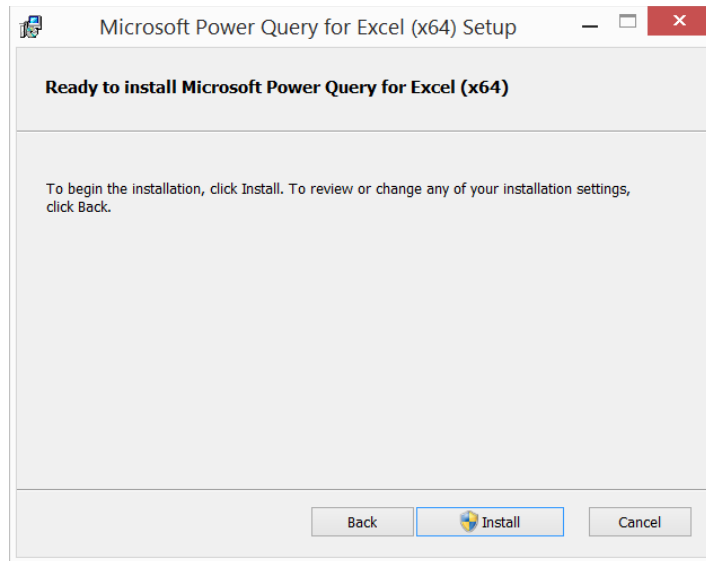 Microsoft Power Query for Excel (x64) Setup
Ready to install Microsoft Power Query for Excel (x64)
To begin the installation, click Install. To review or change any of your installation settings,
click Back.
Back Install Cancel